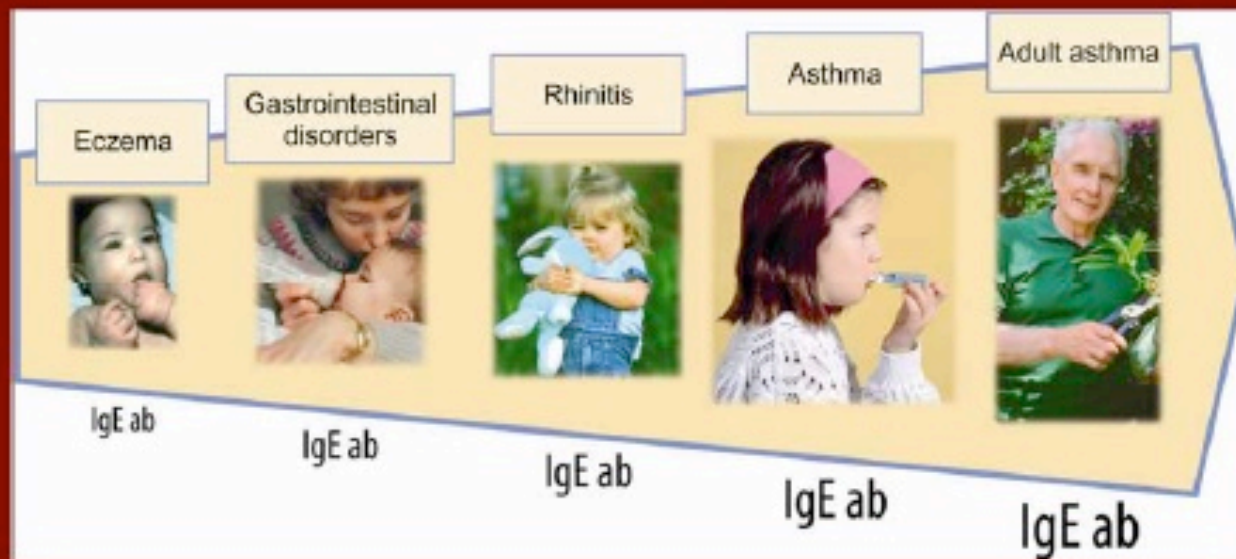 Eczema
Gastrointestinal
disorders
Rhinitis
Asthma
Adult asthma
IgE ab
IgE ab
IgE ab
IgE ab
IgE ab